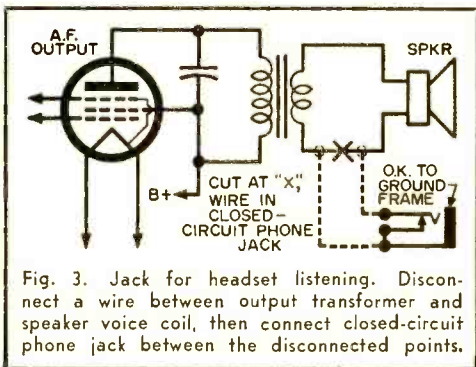 A.F.
OUTPUT
SPKR
B+
CUT AT "X",
WIRE IN
CLOSED-
CIRCUIT PHONE
JACK
O.K. TO
GROUND
FRAME
Fig. 3. Jack for headset listening. Discon-
nect a wire between output transformer and
speaker voice coil, then connect closed-circuit
phone jack between the disconnected points.